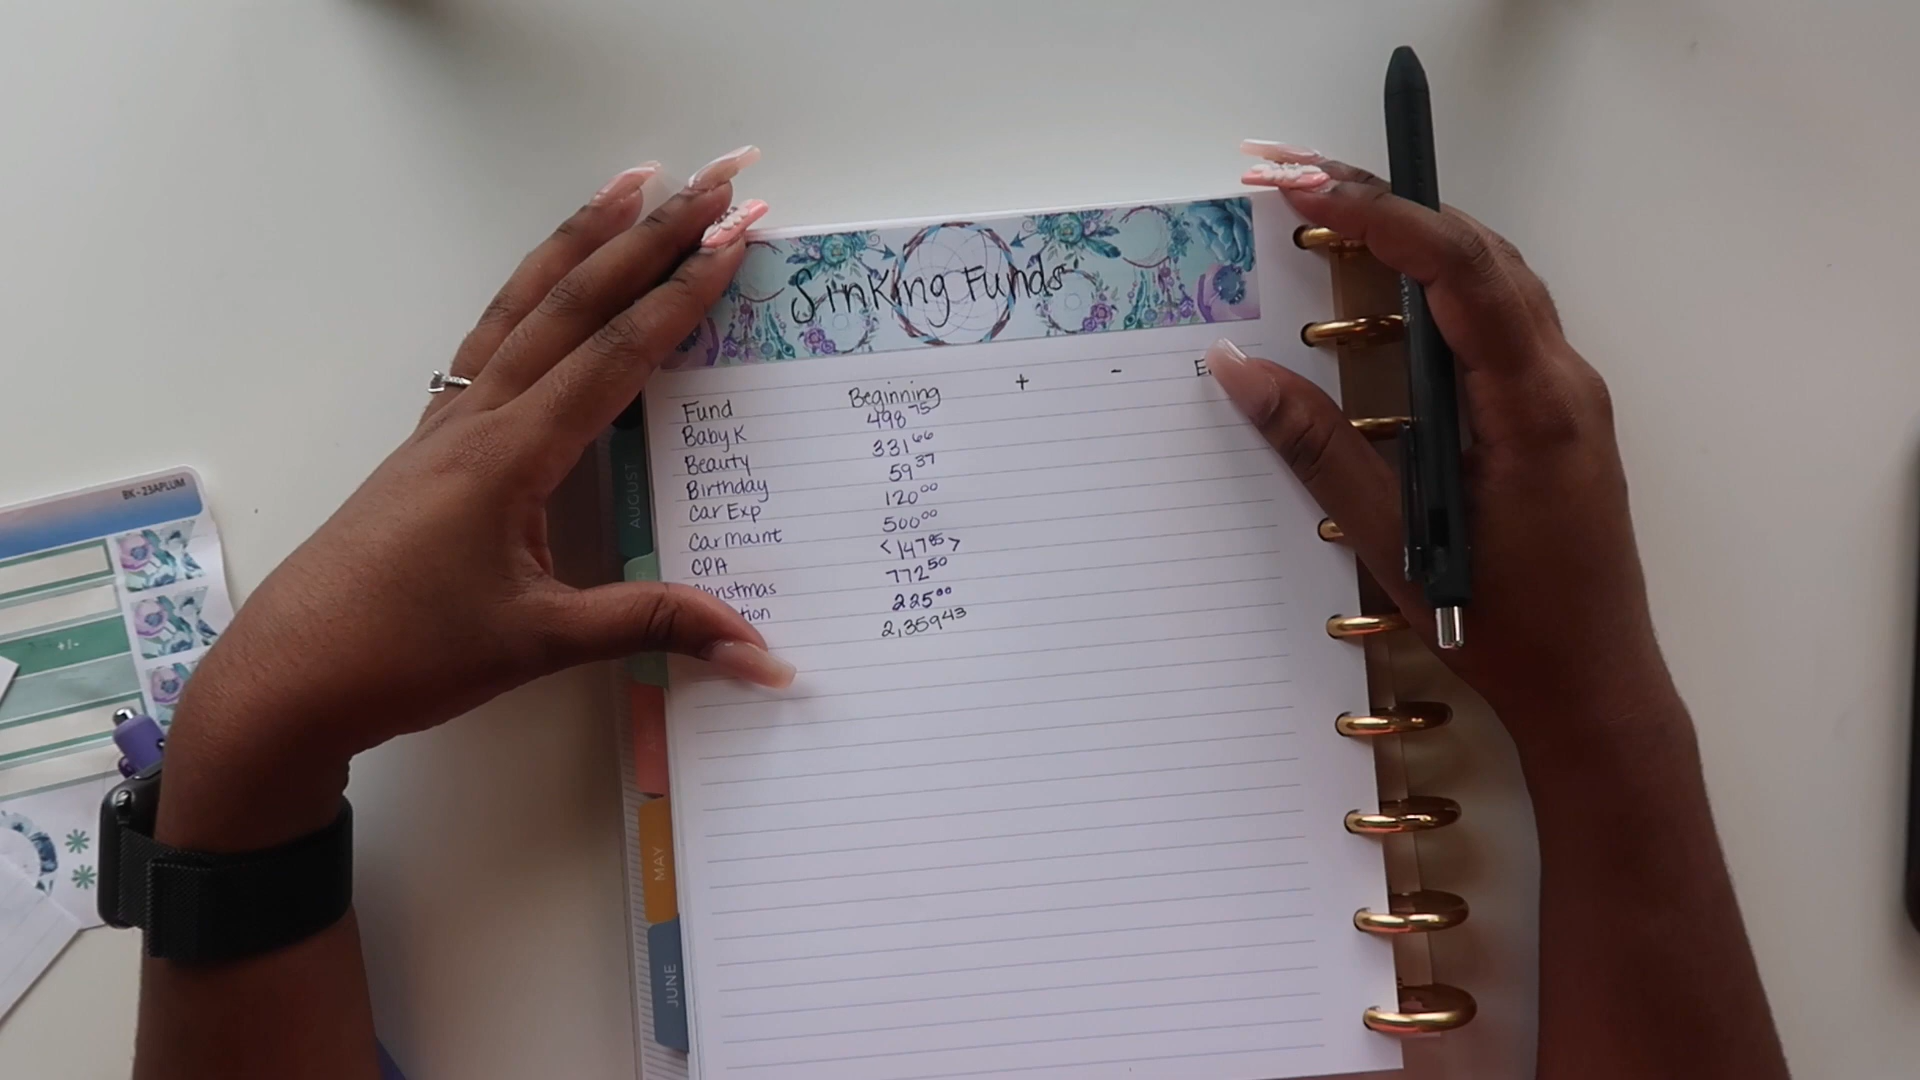 Sinking Funds
Fund Beginning + -
Baby K 498 75
Beauty 331 66
Birthday 59 37
Car Exp 120 00
Car maint 500 00
CPA <147 85>
Christmas 772 50
225 00
2,359 43
AUGUST
MAY
JUNE
BK-23APLUM
+/-